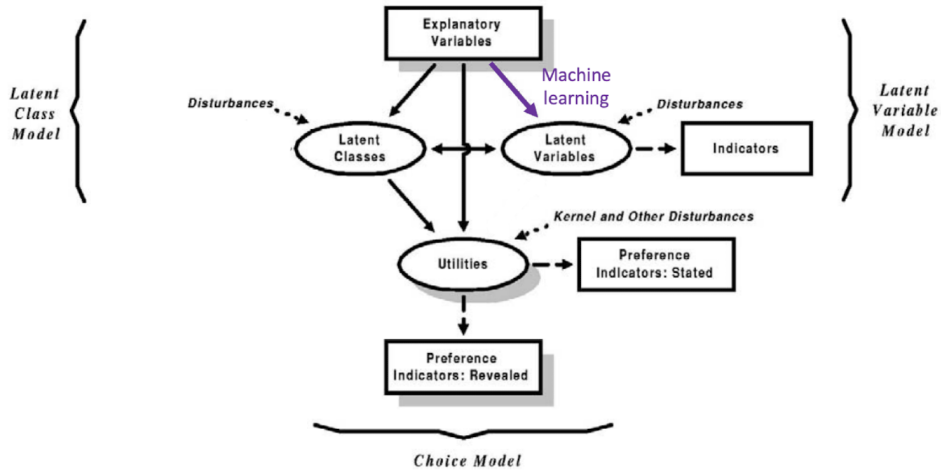 Explanatory
Variables
Machine
learning
Latent
Class
Model
Disturbances
Latent
Classes
Latent
Variables
Disturbances
Indicators
Latent
Variable
Model
Kernel and Other Disturbances
Utilities
Preference
Indicators: Stated
Preference
Indicators: Revealed
Choice Model